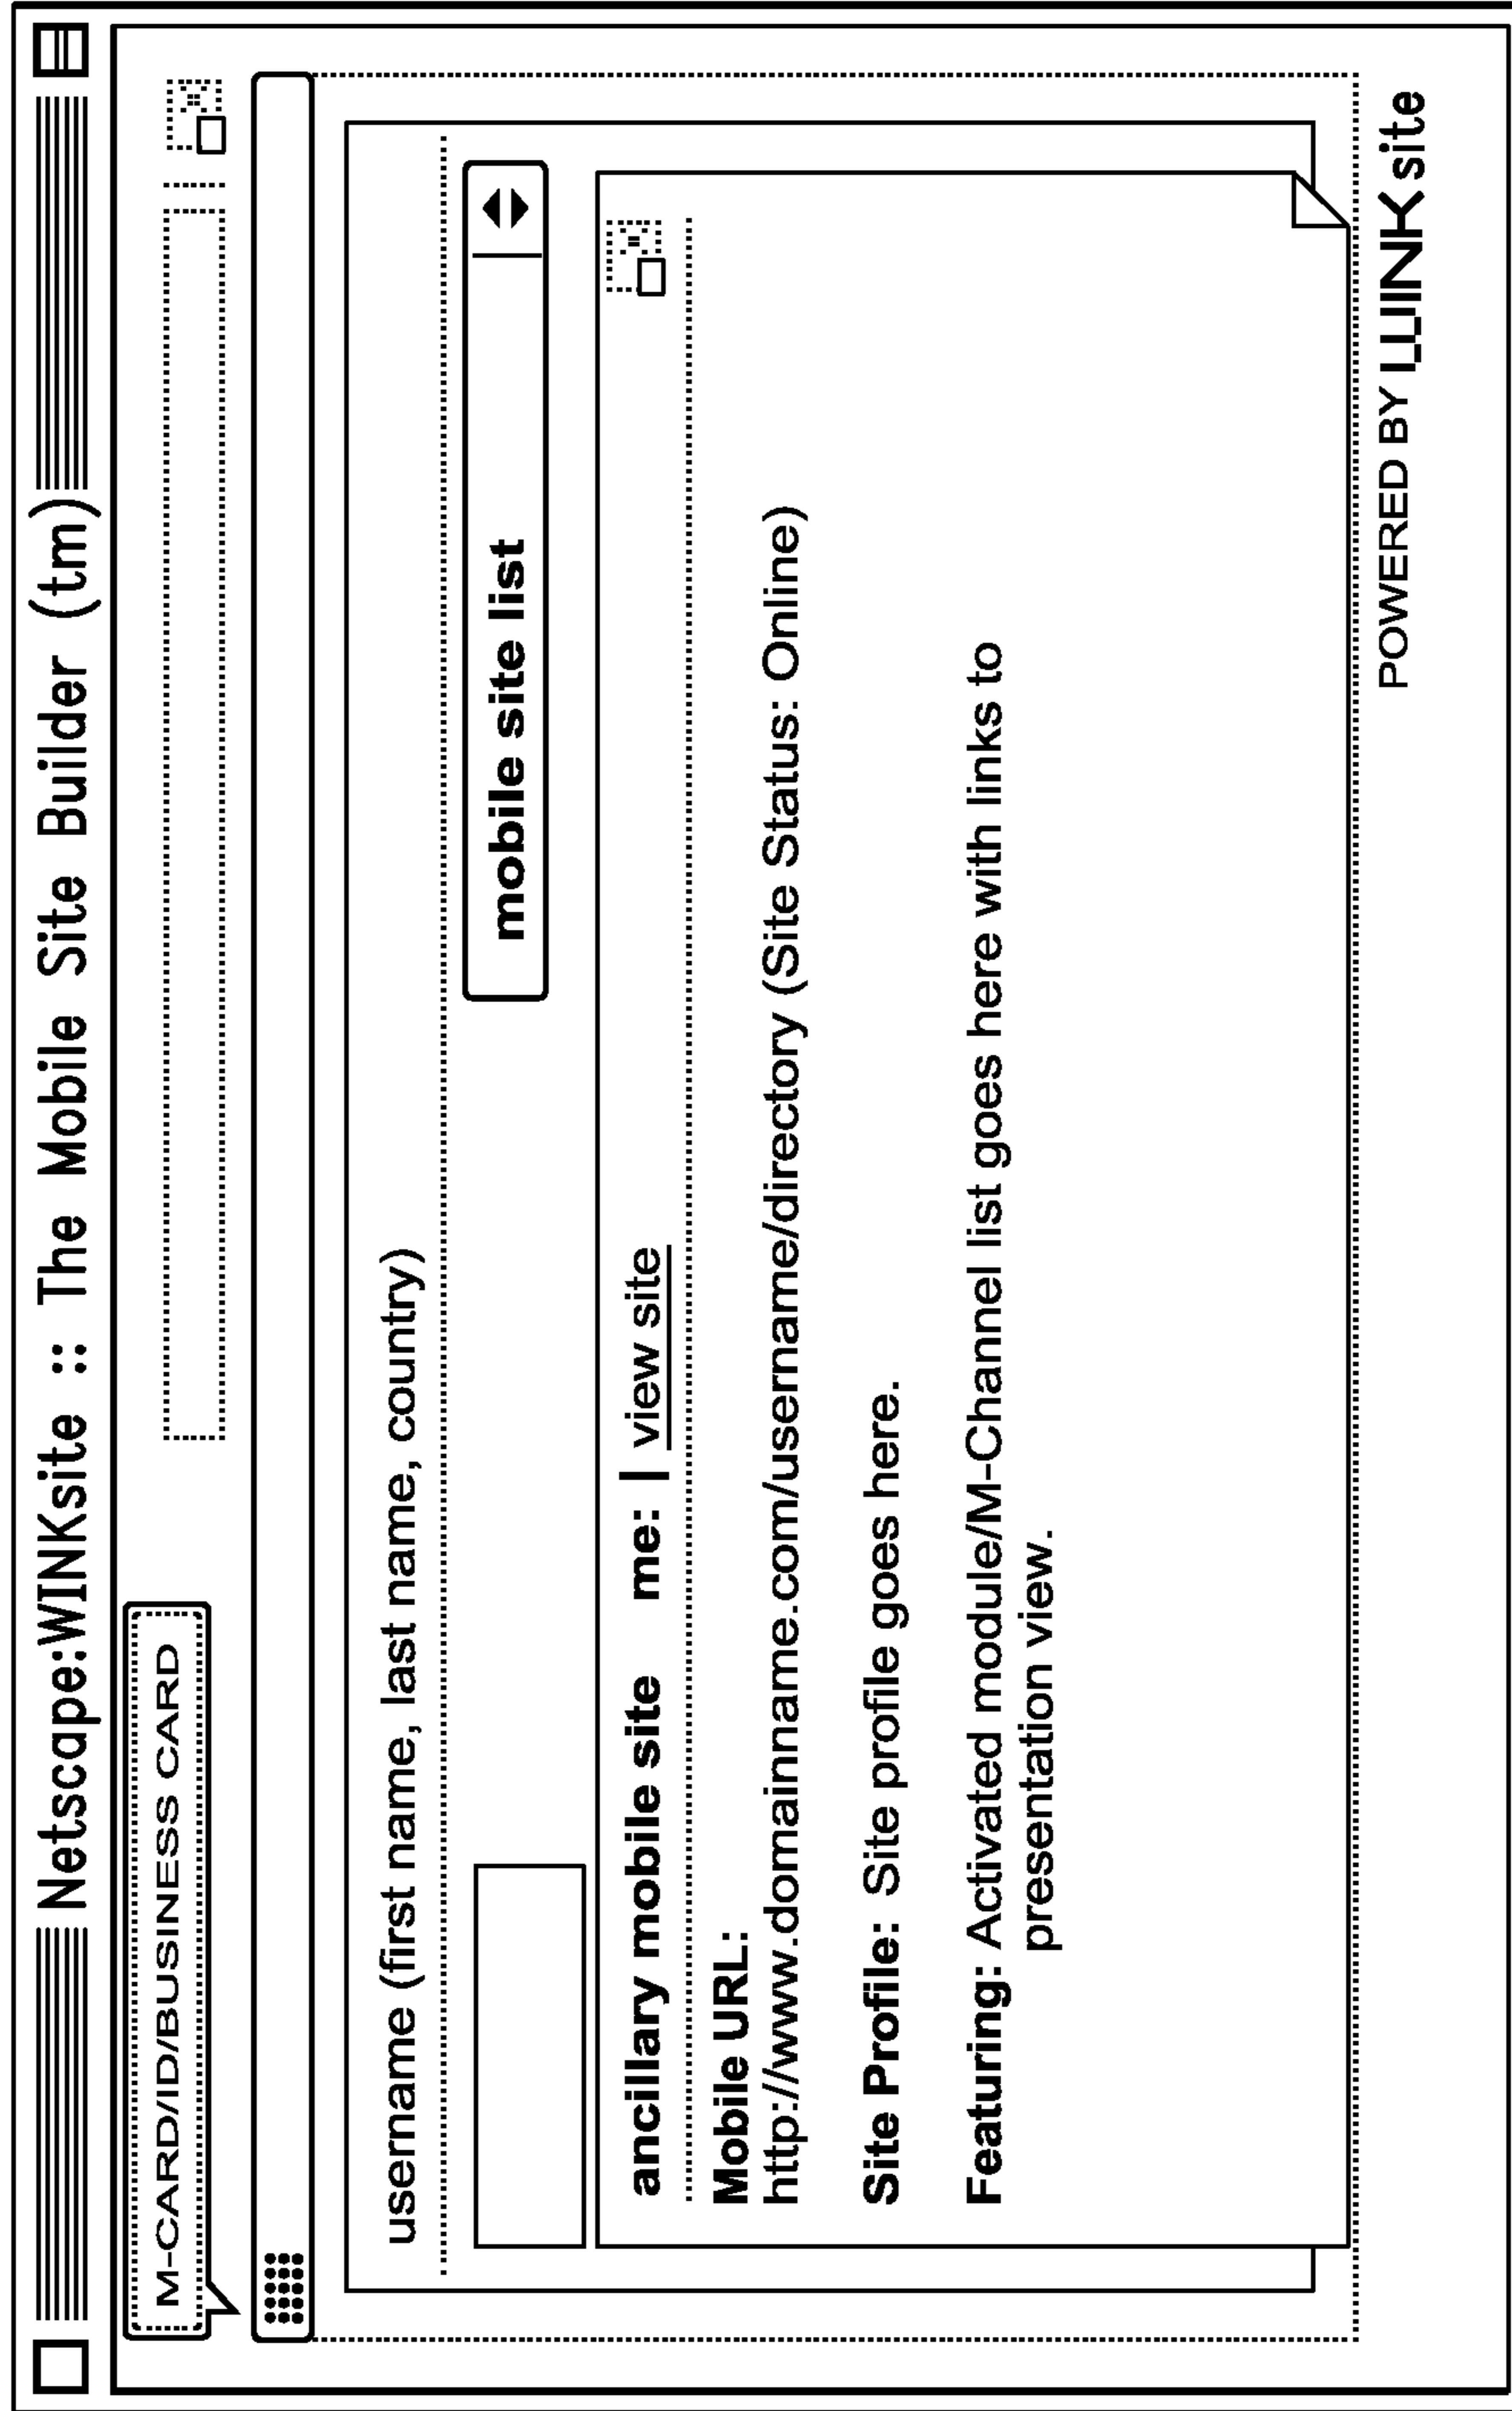 Netscape:WINKsite :: The Mobile Site Builder (tm)
M-CARD/ID/BUSINESS CARD
username (first name, last name, country)
mobile site list
ancillary mobile site me: | view site
Mobile URL:
http://www.domainname.com/username/directory (Site Status: Online)
Site Profile: Site profile goes here.
Featuring: Activated module/M-Channel list goes here with links to
presentation view.
POWERED BY WINKsite